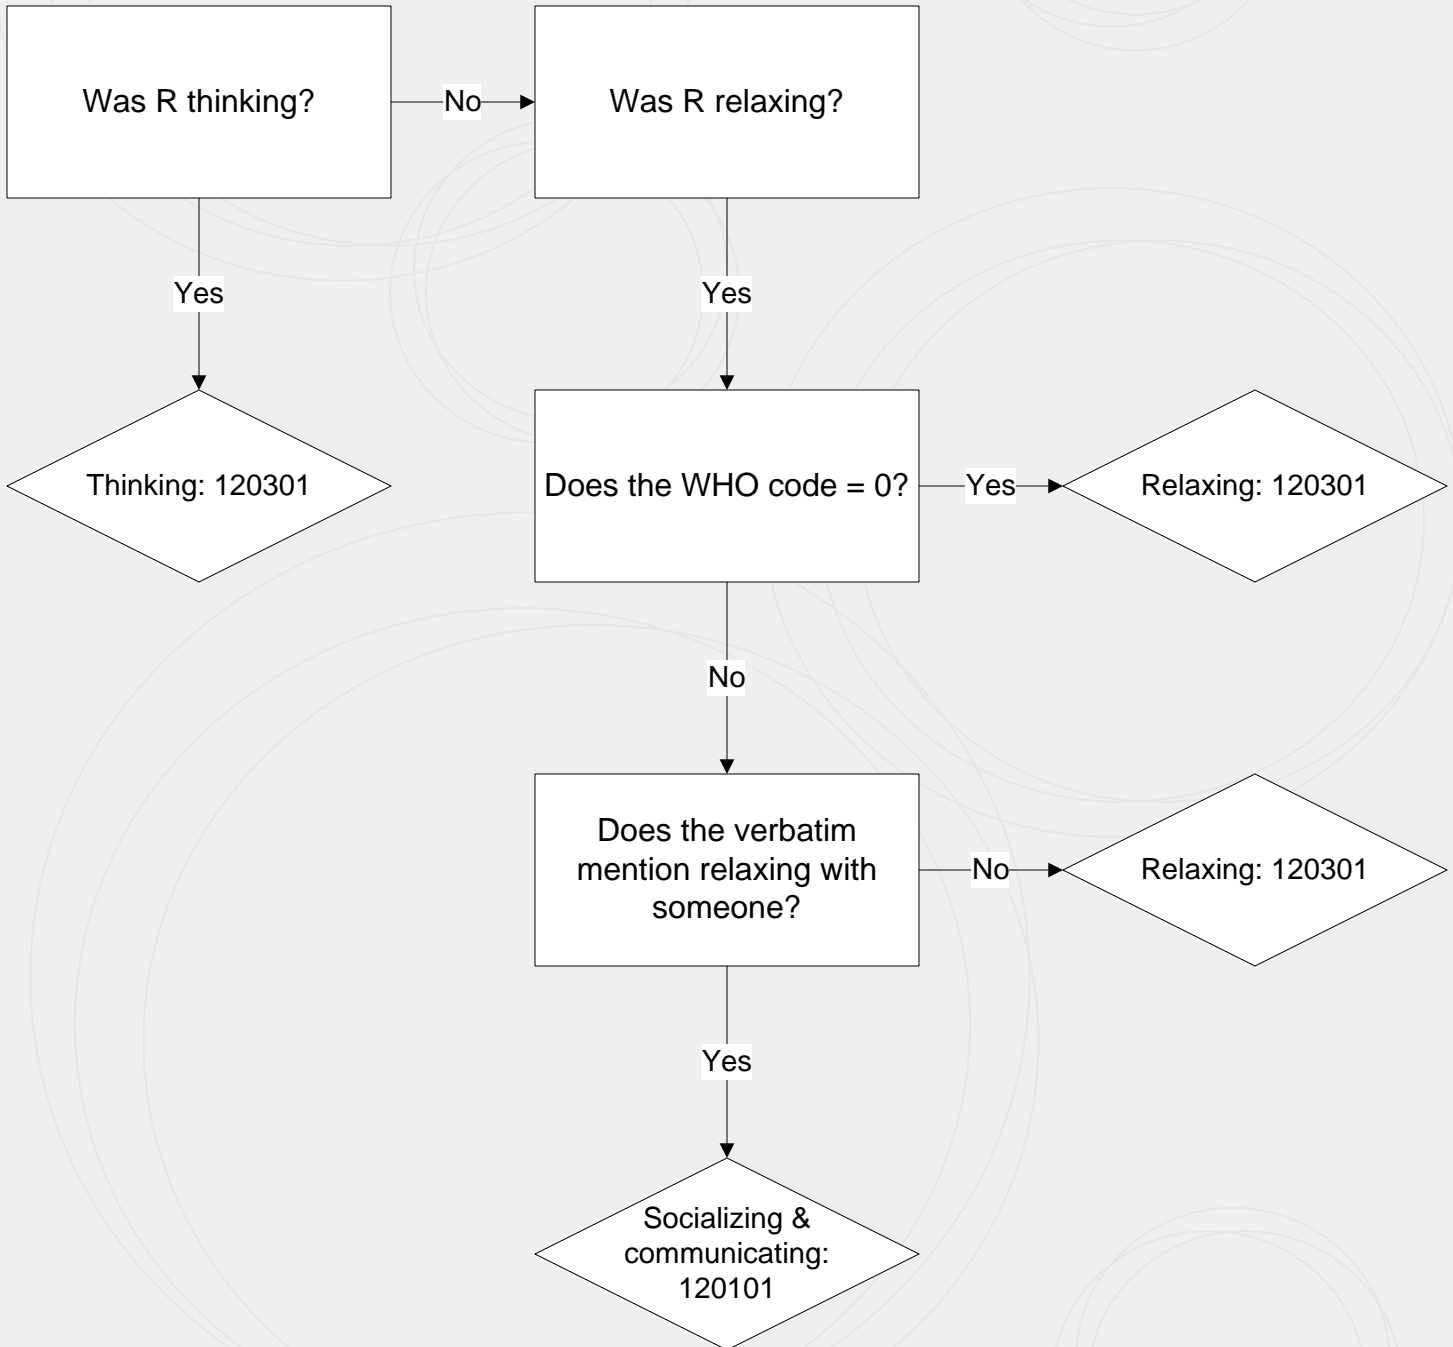 Was R thinking?
No
Was R relaxing?
Yes
Yes
Thinking: 120301
Does the WHO code = 0?
Yes
Relaxing: 120301
No
Does the verbatim
mention relaxing with
someone?
No
Relaxing: 120301
Yes
Socializing &
communicating:
120101